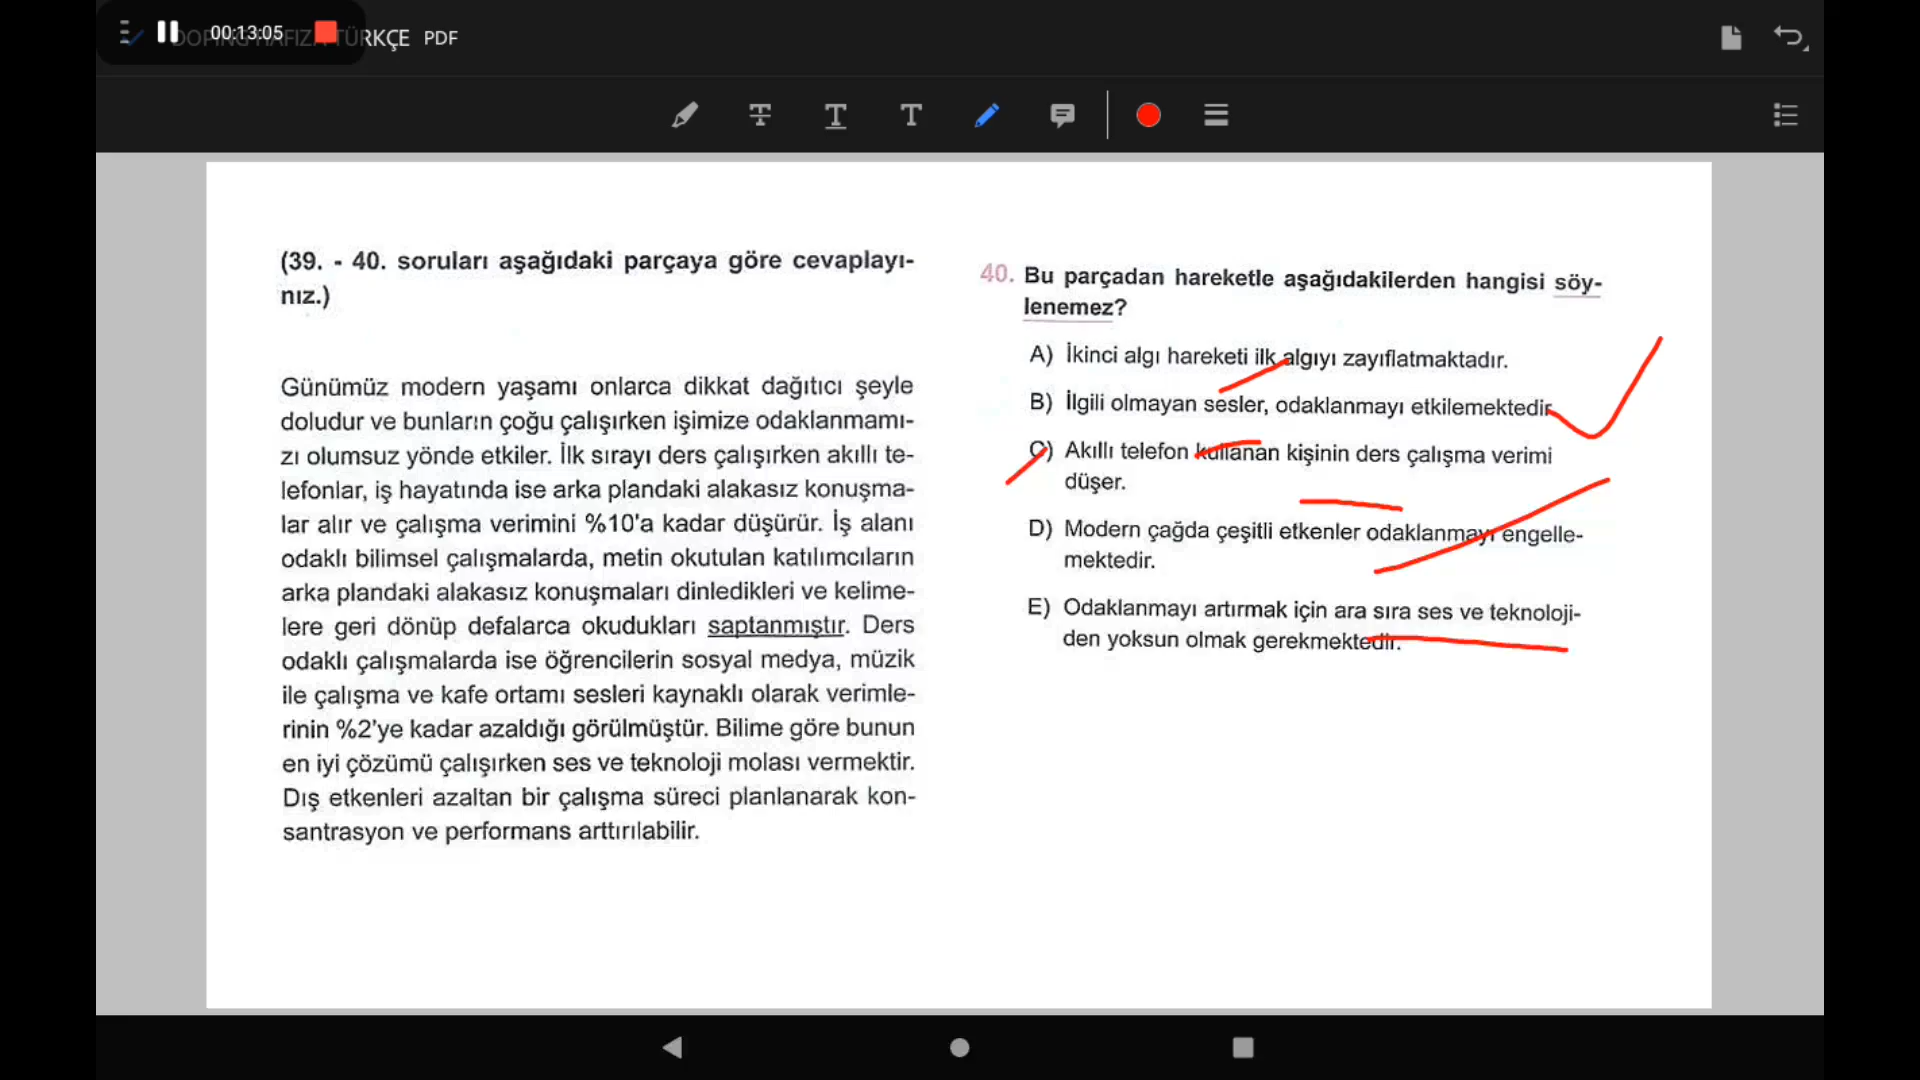 00:13:05
TÜRKÇE PDF
(39. - 40. soruları aşağıdaki parçaya göre cevaplayı-
nız.)
Günümüz modern yaşamı onlarca dikkat dağıtıcı şeyle
doludur ve bunların çoğu çalışırken işimize odaklanmamı-
zı olumsuz yönde etkiler. İlk sırayı ders çalışırken akıllı te-
lefonlar, iş hayatında ise arka plandaki alakasız konuşma-
lar alır ve çalışma verimini %10'a kadar düşürür. İş alanı
odaklı bilimsel çalışmalarda, metin okutulan katılımcıların
arka plandaki alakasız konuşmaları dinledikleri ve kelime-
lere geri dönüp defalarca okudukları saptanmıştır. Ders
odaklı çalışmalarda ise öğrencilerin sosyal medya, müzik
ile çalışma ve kafe ortamı sesleri kaynaklı olarak verimle-
rinin %2'ye kadar azaldığı görülmüştür. Bilime göre bunun
en iyi çözümü çalışırken ses ve teknoloji molası vermektir.
Dış etkenleri azaltan bir çalışma süreci planlanarak kon-
santrasyon ve performans arttırılabilir.
40. Bu parçadan hareketle aşağıdakilerden hangisi söy-
lenemez?
A) İkinci algı hareketi ilk algıyı zayıflatmaktadır.
B) İlgili olmayan sesler, odaklanmayı etkilemektedir.
C) Akıllı telefon kullanan kişinin ders çalışma verimi
düşer.
D) Modern çağda çeşitli etkenler odaklanmayı engelle-
mektedir.
E) Odaklanmayı artırmak için ara sıra ses ve teknoloji-
den yoksun olmak gerekmektedir.